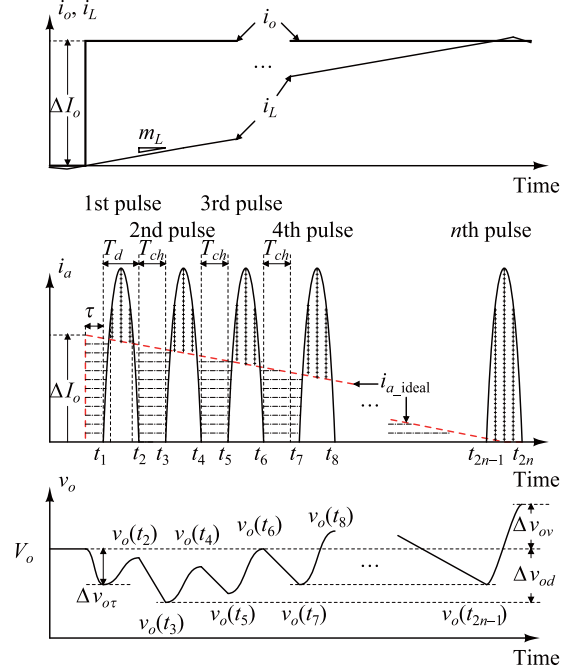 i_o, i_L
i_o
...
ΔI_o
i_L
m_L
Time
1st pulse
3rd pulse
2nd pulse
4th pulse
nth pulse
T_d
T_ch
T_ch
T_ch
i_a
τ
ΔI_o
i_a_ideal
...
t_1
t_2
t_3
t_4
t_5
t_6
t_7
t_8
t_2n−1
t_2n
Time
v_o
v_o(t_2)
v_o(t_4)
v_o(t_6)
v_o(t_8)
Δv_ov
V_o
...
Δv_od
Δv_oτ
v_o(t_3)
v_o(t_5)
v_o(t_7)
v_o(t_2n−1)
Time